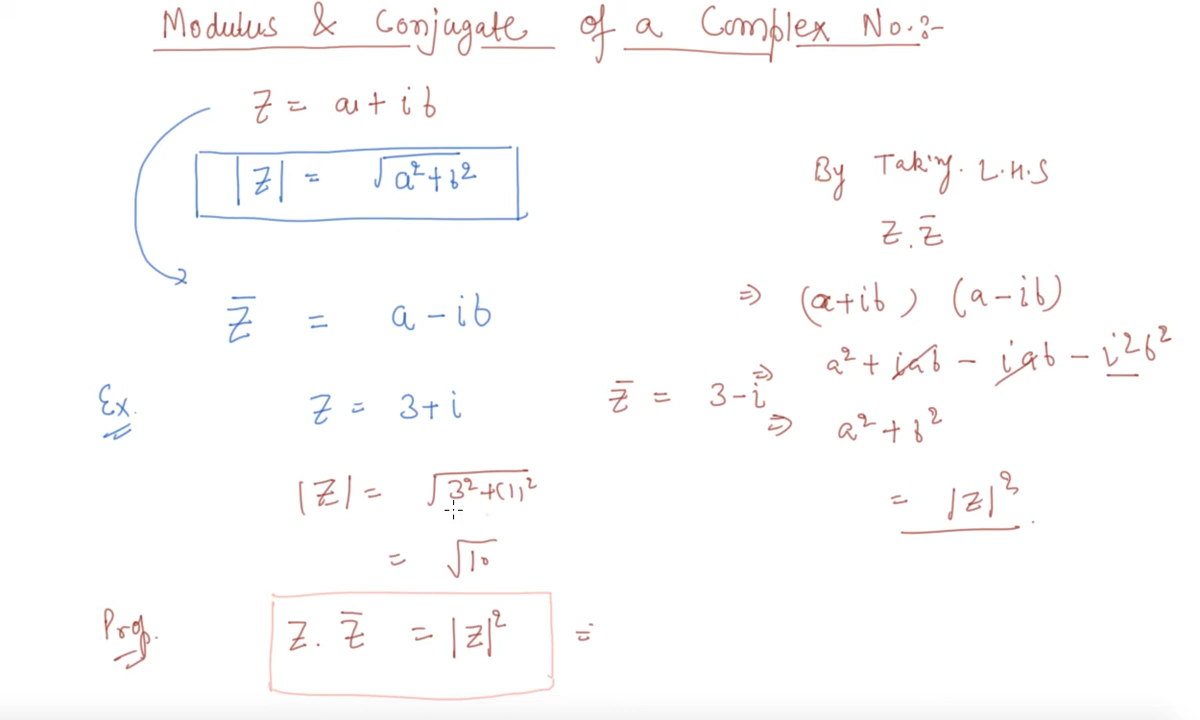 Modulus & Conjugate of a Complex No.:-
Z = a + ib
|Z| = √a²+b²
Z̄ = a - ib
Ex. Z = 3 + i
Z̄ = 3 - i
|Z| = √3²+(1)²
= √10
Prop. Z . Z̄ = |Z|² =
By Taking L.H.S
Z . Z̄
⇒ (a+ib) (a-ib)
⇒ a² + iab - iab - i²b²
⇒ a² + b²
= |Z|².